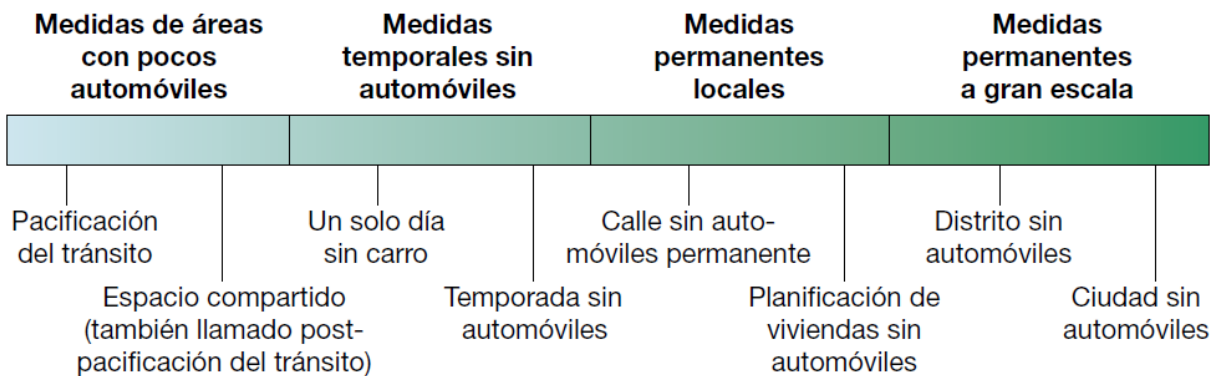 Medidas de áreas
con pocos
automóviles
Medidas
temporales sin
automóviles
Medidas
permanentes
locales
Medidas
permanentes
a gran escala
Pacificación
del tránsito
Espacio compartido
(también llamado post-
pacificación del tránsito)
Un solo día
sin carro
Temporada sin
automóviles
Calle sin auto-
móviles permanente
Planificación de
viviendas sin
automóviles
Distrito sin
automóviles
Ciudad sin
automóviles